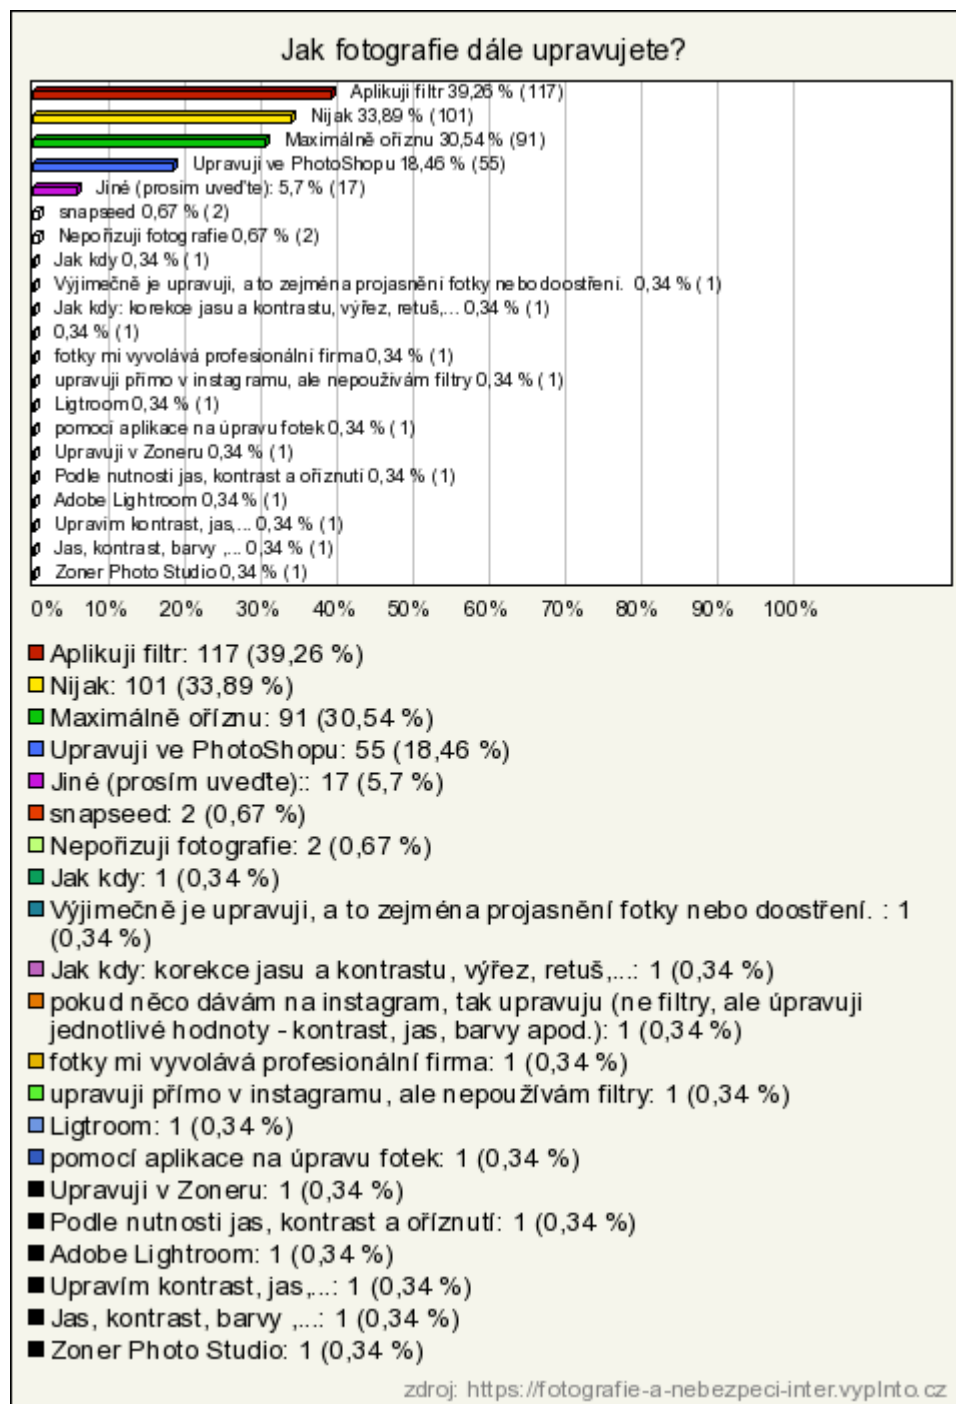 Jak fotografie dále upravujete?
Aplikuji filtr 39,26 % (117)
Nijak 33,89 % (101)
Maximálně oříznu 30,54 % (91)
Upravuji ve PhotoShopu 18,46 % (55)
Jiné (prosím uveďte): 5,7 % (17)
snapseed 0,67 % (2)
Nepořizuji fotografie 0,67 % (2)
Jak kdy 0,34 % (1)
Výjimečně je upravuji, a to zejména projasnění fotky nebo doostření. 0,34 % (1)
Jak kdy: korekce jasu a kontrastu, výřez, retuš,... 0,34 % (1)
0,34 % (1)
fotky mi vyvolává profesionální firma 0,34 % (1)
upravuji přímo v instagramu, ale nepoužívám filtry 0,34 % (1)
Ligtroom 0,34 % (1)
pomocí aplikace na úpravu fotek 0,34 % (1)
Upravuji v Zoneru 0,34 % (1)
Podle nutnosti jas, kontrast a oříznutí 0,34 % (1)
Adobe Lightroom 0,34 % (1)
Upravím kontrast, jas,... 0,34 % (1)
Jas, kontrast, barvy ,... 0,34 % (1)
Zoner Photo Studio 0,34 % (1)
0% 10% 20% 30% 40% 50% 60% 70% 80% 90% 100%
Aplikuji filtr: 117 (39,26 %)
Nijak: 101 (33,89 %)
Maximálně oříznu: 91 (30,54 %)
Upravuji ve PhotoShopu: 55 (18,46 %)
Jiné (prosím uveďte):: 17 (5,7 %)
snapseed: 2 (0,67 %)
Nepořizuji fotografie: 2 (0,67 %)
Jak kdy: 1 (0,34 %)
Výjimečně je upravuji, a to zejména projasnění fotky nebo doostření. : 1
(0,34 %)
Jak kdy: korekce jasu a kontrastu, výřez, retuš,...: 1 (0,34 %)
pokud něco dávám na instagram, tak upravuju (ne filtry, ale úpravuji
jednotlivé hodnoty - kontrast, jas, barvy apod.): 1 (0,34 %)
fotky mi vyvolává profesionální firma: 1 (0,34 %)
upravuji přímo v instagramu, ale nepoužívám filtry: 1 (0,34 %)
Ligtroom: 1 (0,34 %)
pomocí aplikace na úpravu fotek: 1 (0,34 %)
Upravuji v Zoneru: 1 (0,34 %)
Podle nutnosti jas, kontrast a oříznutí: 1 (0,34 %)
Adobe Lightroom: 1 (0,34 %)
Upravím kontrast, jas,...: 1 (0,34 %)
Jas, kontrast, barvy ,...: 1 (0,34 %)
Zoner Photo Studio: 1 (0,34 %)
zdroj: https://fotografie-a-nebezpeci-inter.vyplnto.cz